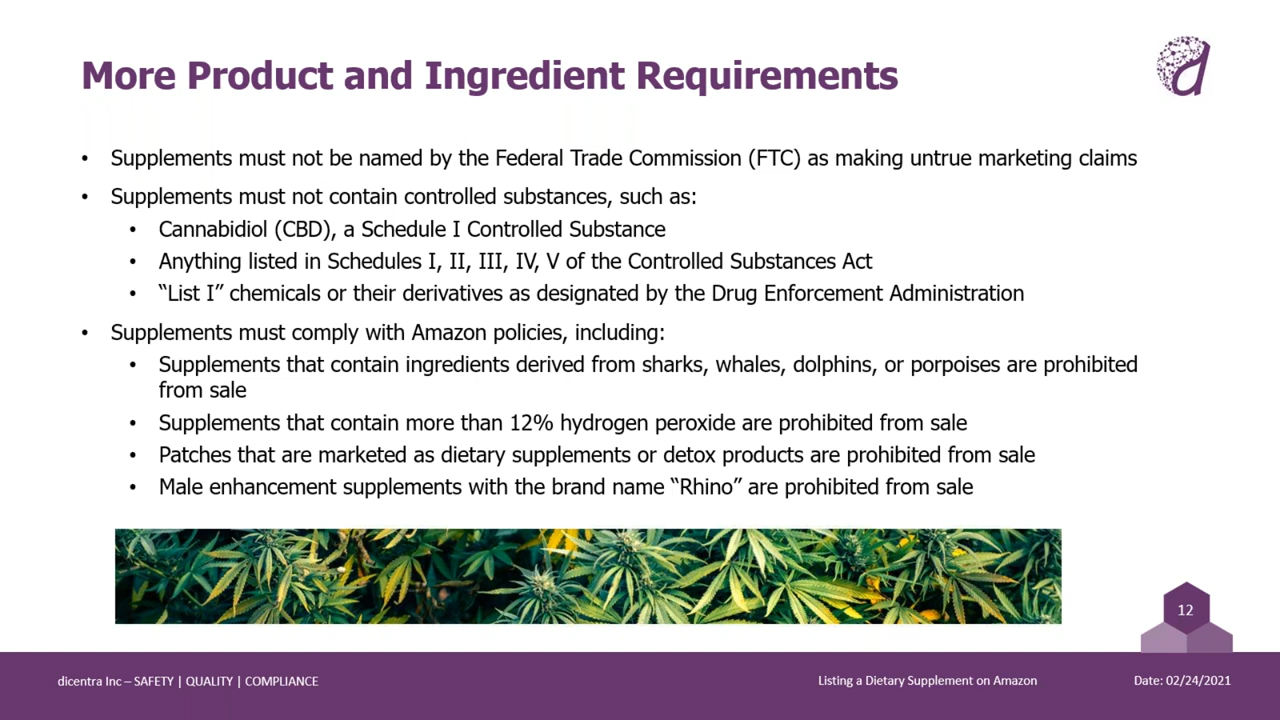 More Product and Ingredient Requirements
• Supplements must not be named by the Federal Trade Commission (FTC) as making untrue marketing claims
• Supplements must not contain controlled substances, such as:
• Cannabidiol (CBD), a Schedule I Controlled Substance
• Anything listed in Schedules I, II, III, IV, V of the Controlled Substances Act
• “List I” chemicals or their derivatives as designated by the Drug Enforcement Administration
• Supplements must comply with Amazon policies, including:
• Supplements that contain ingredients derived from sharks, whales, dolphins, or porpoises are prohibited
from sale
• Supplements that contain more than 12% hydrogen peroxide are prohibited from sale
• Patches that are marketed as dietary supplements or detox products are prohibited from sale
• Male enhancement supplements with the brand name “Rhino” are prohibited from sale
12
dicentra Inc – SAFETY | QUALITY | COMPLIANCE
Listing a Dietary Supplement on Amazon
Date: 02/24/2021